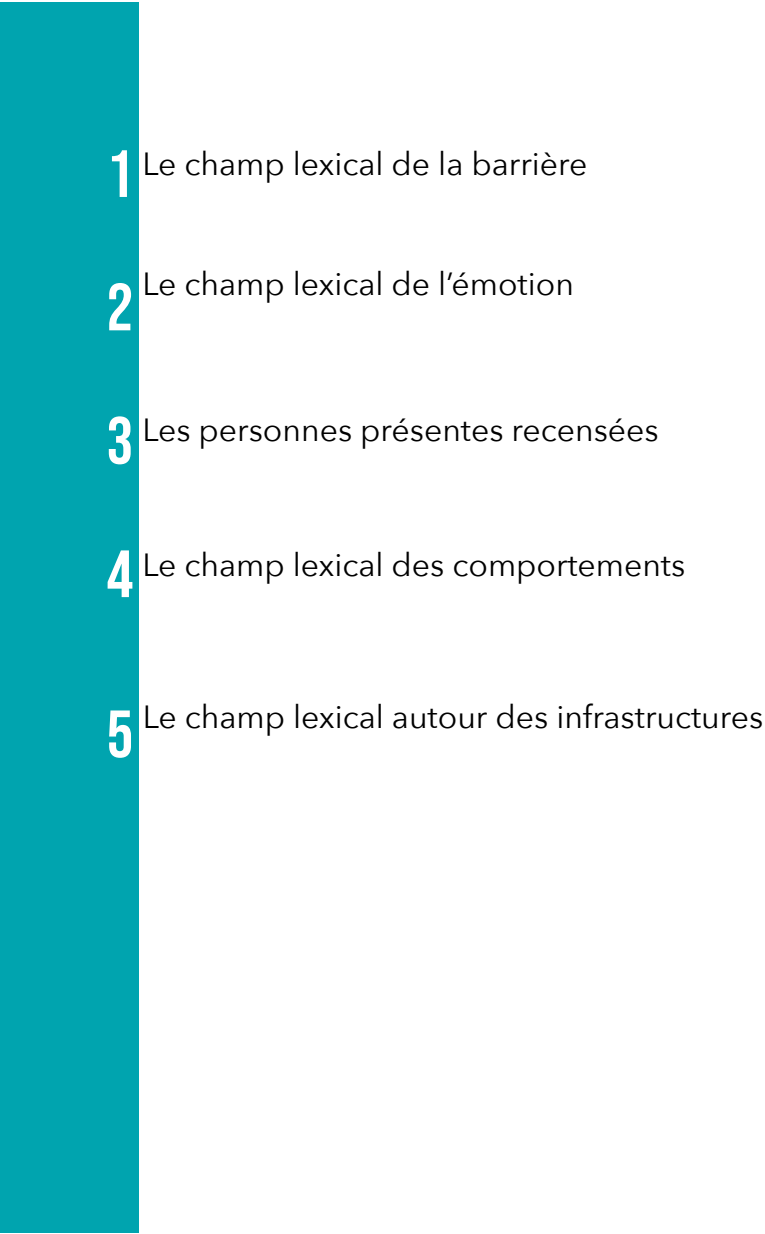 1 Le champ lexical de la barrière
2 Le champ lexical de l’émotion
3 Les personnes présentes recensées
4 Le champ lexical des comportements
5 Le champ lexical autour des infrastructures